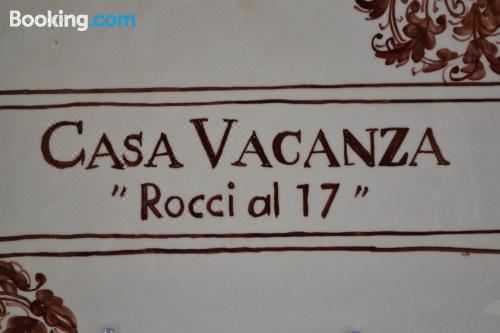 Booking.com
CASA VACANZA
"Rocci al 17"